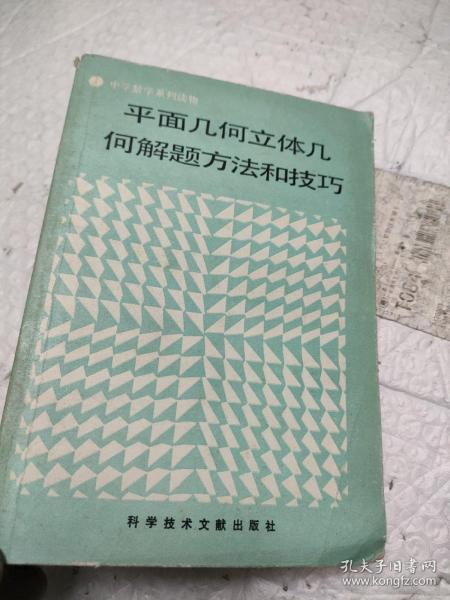 中学数学系列读物
平面几何立体几
何解题方法和技巧
科学技术文献出版社
孔夫子旧书网
www.kongfz.com